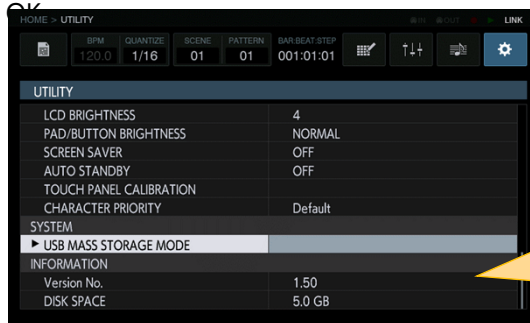 OK
HOME > UTILITY IN OUT LINK
BPM QUANTIZE SCENE PATTERN BAR:BEAT:STEP
120.0 1/16 01 01 001:01:01
UTILITY
LCD BRIGHTNESS 4
PAD/BUTTON BRIGHTNESS NORMAL
SCREEN SAVER OFF
AUTO STANDBY OFF
TOUCH PANEL CALIBRATION
CHARACTER PRIORITY Default
SYSTEM
USB MASS STORAGE MODE
INFORMATION
Version No. 1.50
DISK SPACE 5.0 GB